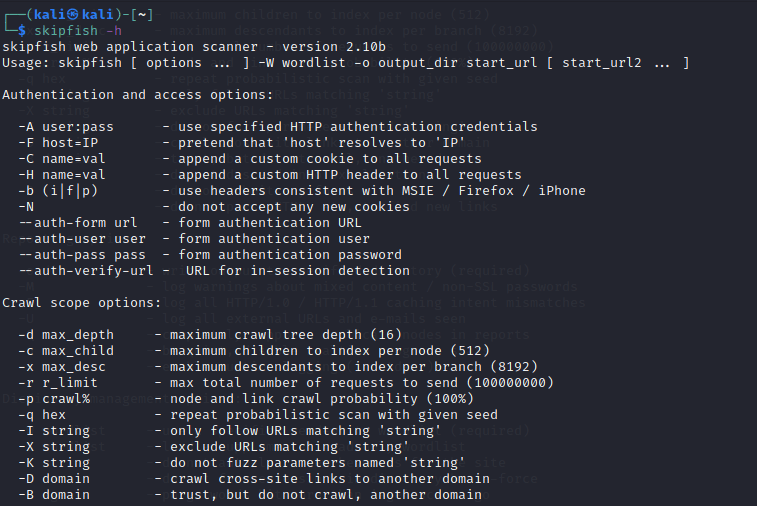 ┌──(kali㉿kali)-[~]
└─$ skipfish -h
skipfish web application scanner - version 2.10b
Usage: skipfish [ options ... ] -W wordlist -o output_dir start_url [ start_url2 ... ]
Authentication and access options:
-A user:pass - use specified HTTP authentication credentials
-F host=IP - pretend that 'host' resolves to 'IP'
-C name=val - append a custom cookie to all requests
-H name=val - append a custom HTTP header to all requests
-b (i|f|p) - use headers consistent with MSIE / Firefox / iPhone
-N - do not accept any new cookies
--auth-form url - form authentication URL
--auth-user user - form authentication user
--auth-pass pass - form authentication password
--auth-verify-url - URL for in-session detection
Crawl scope options:
-d max_depth - maximum crawl tree depth (16)
-c max_child - maximum children to index per node (512)
-x max_desc - maximum descendants to index per branch (8192)
-r r_limit - max total number of requests to send (100000000)
-p crawl% - node and link crawl probability (100%)
-q hex - repeat probabilistic scan with given seed
-I string - only follow URLs matching 'string'
-X string - exclude URLs matching 'string'
-K string - do not fuzz parameters named 'string'
-D domain - crawl cross-site links to another domain
-B domain - trust, but do not crawl, another domain